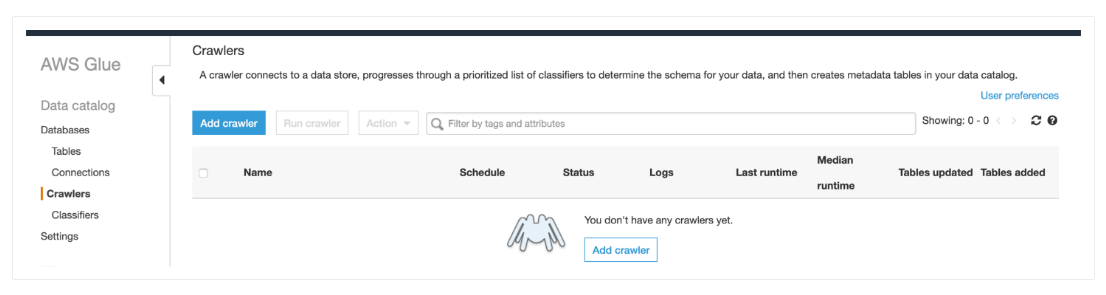 AWS Glue
Data catalog
Databases
Tables
Connections
Crawlers
Classifiers
Settings
Crawlers
A crawler connects to a data store, progresses through a prioritized list of classifiers to determine the schema for your data, and then creates metadata tables in your data catalog.
User preferences
Add crawler Run crawler Action Filter by tags and attributes Showing: 0 - 0
Name Schedule Status Logs Last runtime Median runtime Tables updated Tables added
You don't have any crawlers yet.
Add crawler